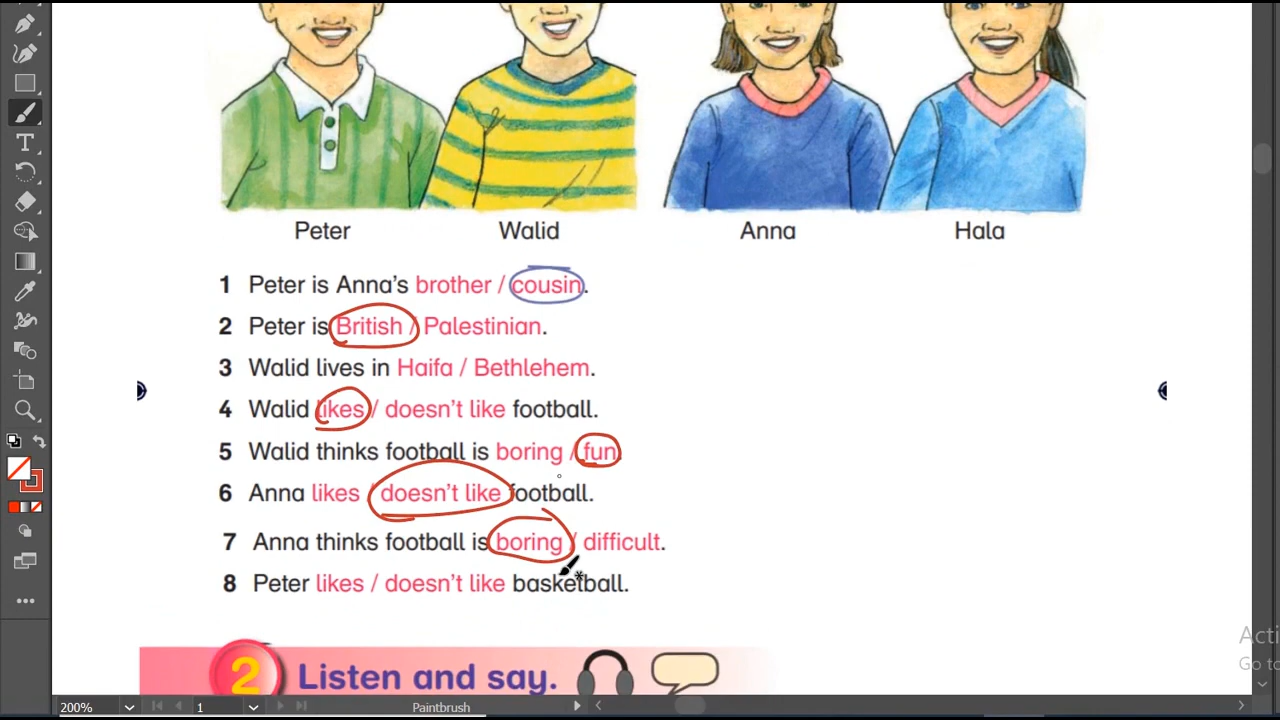 Peter Walid Anna Hala
1 Peter is Anna's brother / cousin.
2 Peter is British / Palestinian.
3 Walid lives in Haifa / Bethlehem.
4 Walid likes / doesn't like football.
5 Walid thinks football is boring / fun.
6 Anna likes / doesn't like football.
7 Anna thinks football is boring / difficult.
8 Peter likes / doesn't like basketball.
2 Listen and say.
200% 1 Paintbrush
Go to